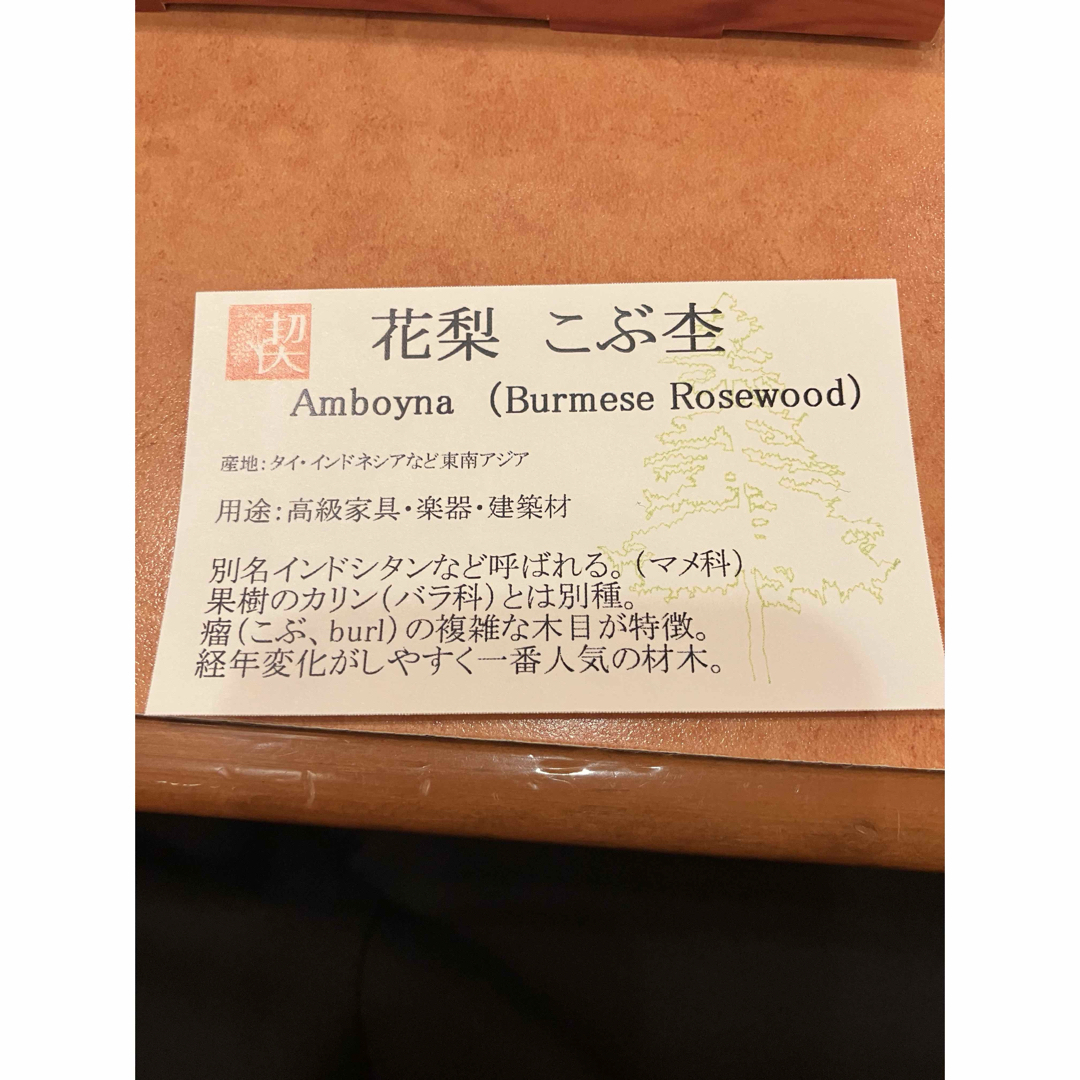 契
花梨 こぶ杢
Amboyna （Burmese Rosewood）
産地：タイ・インドネシアなど東南アジア
用途：高級家具・楽器・建築材
別名インドシタンなど呼ばれる。（マメ科）
果樹のカリン（バラ科）とは別種。
瘤（こぶ、burl）の複雑な木目が特徴。
経年変化がしやすく一番人気の材木。